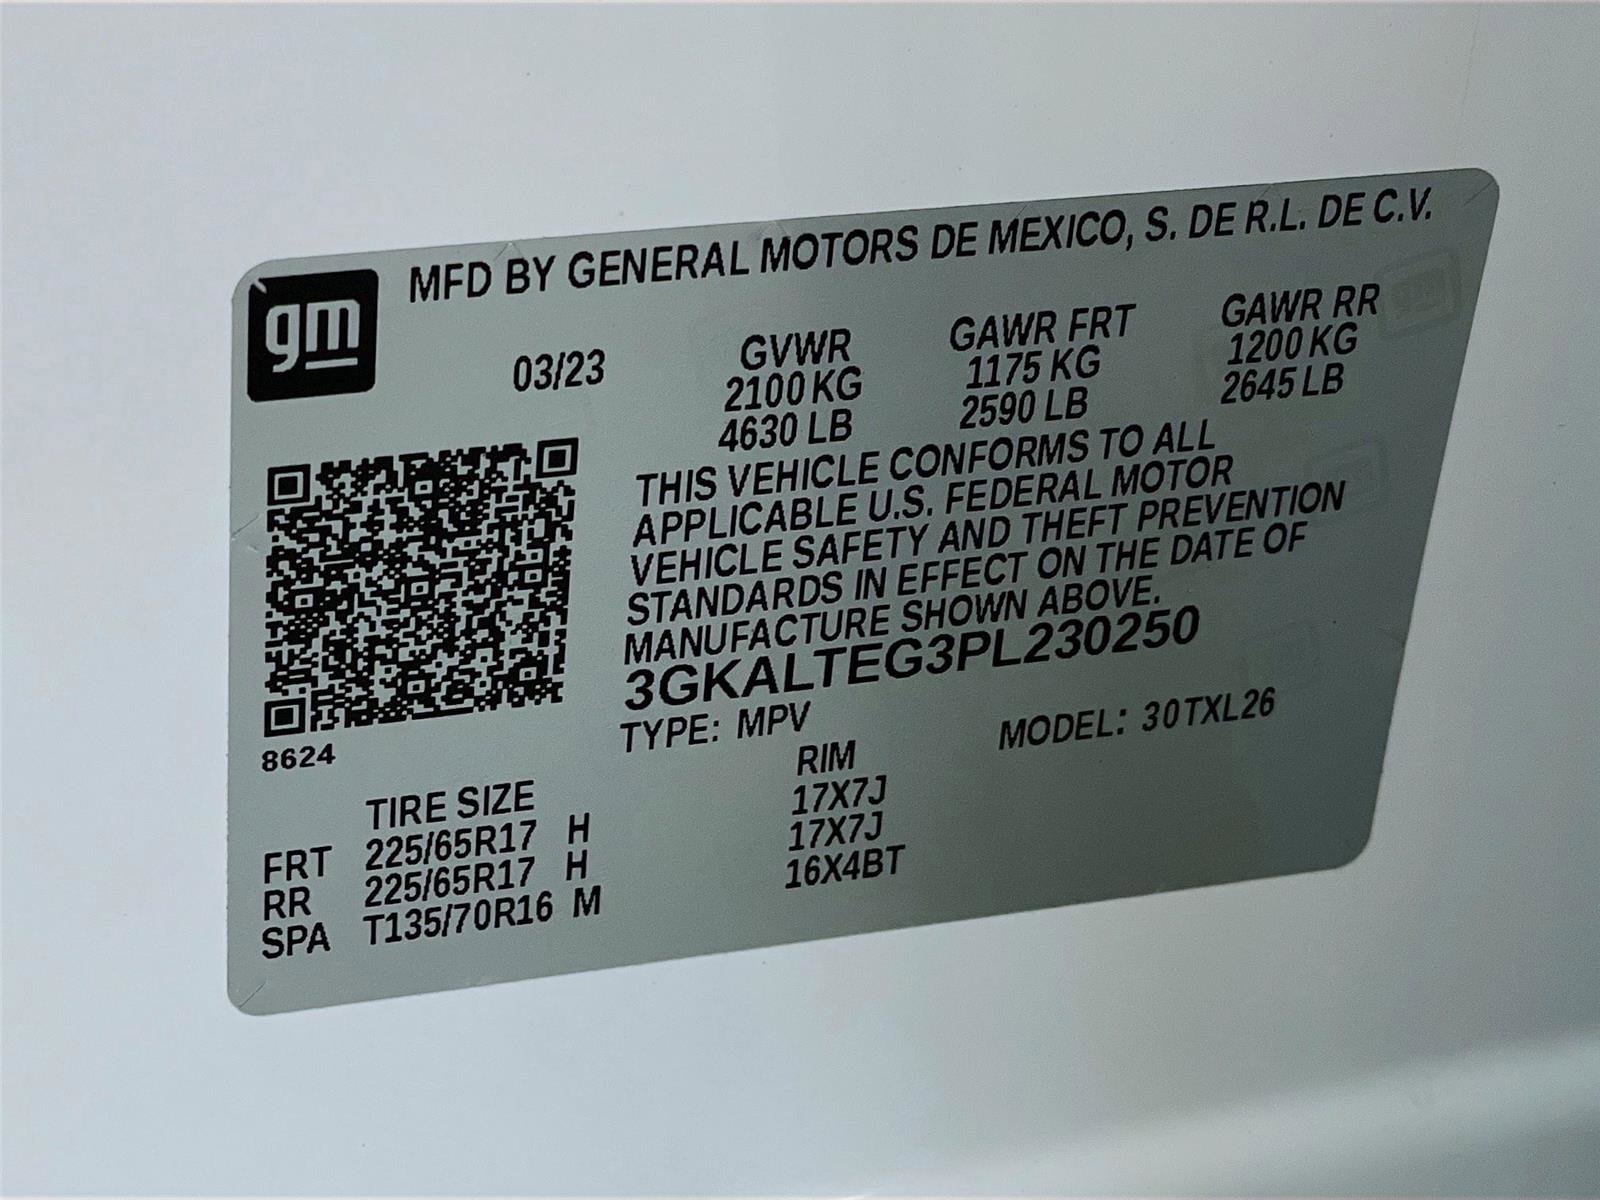 gm
MFD BY GENERAL MOTORS DE MEXICO, S. DE R.L. DE C.V.
03/23
GVWR GAWR FRT GAWR RR
2100 KG 1175 KG 1200 KG
4630 LB 2590 LB 2645 LB
THIS VEHICLE CONFORMS TO ALL
APPLICABLE U.S. FEDERAL MOTOR
VEHICLE SAFETY AND THEFT PREVENTION
STANDARDS IN EFFECT ON THE DATE OF
MANUFACTURE SHOWN ABOVE.
3GKALTEG3PL230250
TYPE: MPV MODEL: 30TXL26
8624
TIRE SIZE RIM
FRT 225/65R17 H 17X7J
RR 225/65R17 H 17X7J
SPA T135/70R16 M 16X4BT